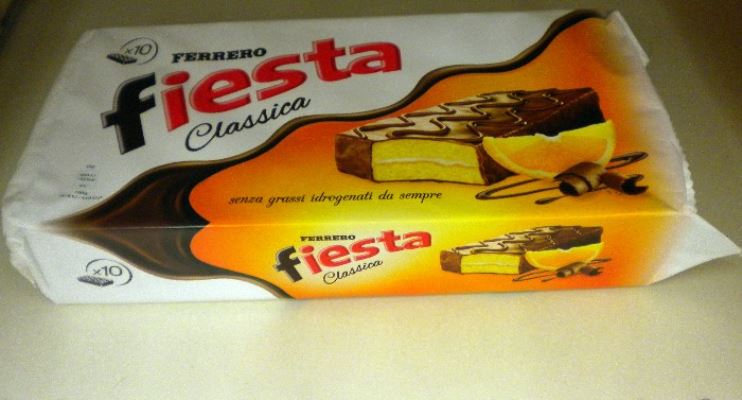 x10
FERRERO
fiesta
Classica
senza grassi idrogenati da sempre
FERRERO
fiesta
Classica
x10